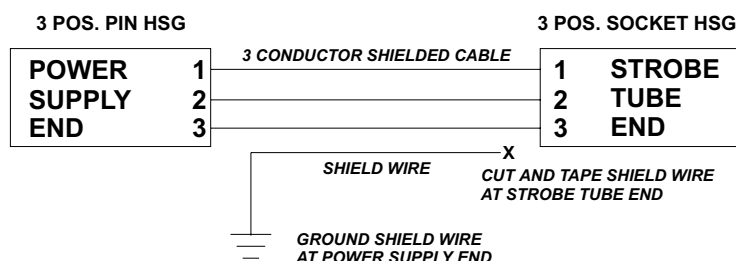 3 POS. PIN HSG
3 POS. SOCKET HSG
3 CONDUCTOR SHIELDED CABLE
POWER 1
SUPPLY 2
END 3
1 STROBE
2 TUBE
3 END
X
SHIELD WIRE
CUT AND TAPE SHIELD WIRE
AT STROBE TUBE END
GROUND SHIELD WIRE
AT POWER SUPPLY END